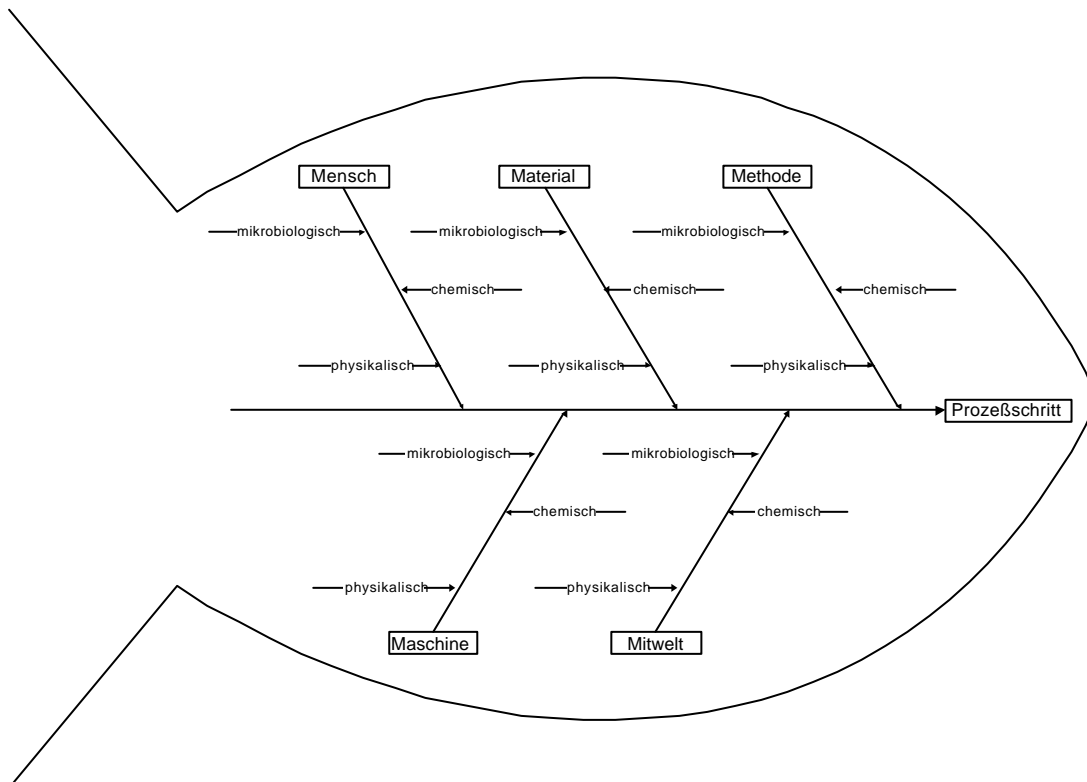 Mensch
Material
Methode
mikrobiologisch
mikrobiologisch
mikrobiologisch
chemisch
chemisch
chemisch
physikalisch
physikalisch
physikalisch
Prozeßschritt
mikrobiologisch
mikrobiologisch
chemisch
chemisch
physikalisch
physikalisch
Maschine
Mitwelt